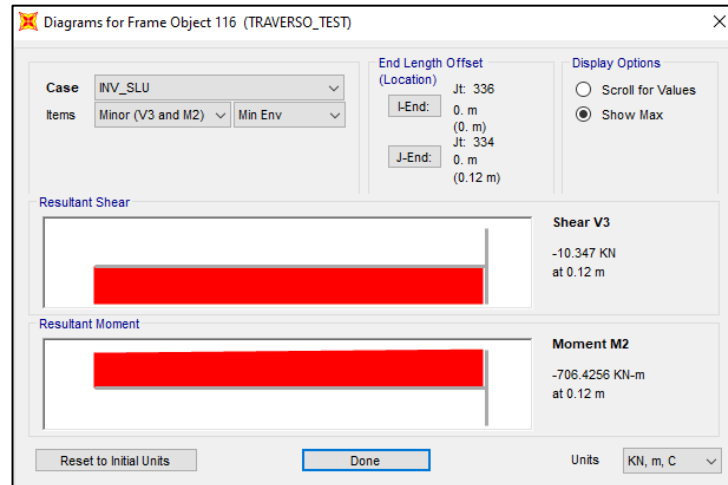 Diagrams for Frame Object 116 (TRAVERSO_TEST)
Case INV_SLU
Items Minor (V3 and M2) Min Env
End Length Offset
(Location)
I-End:
Jt: 336
0. m
(0. m)
J-End:
Jt: 334
0. m
(0.12 m)
Display Options
Scroll for Values
Show Max
Resultant Shear
Shear V3
-10.347 KN
at 0.12 m
Resultant Moment
Moment M2
-706.4256 KN-m
at 0.12 m
Reset to Initial Units
Done
Units KN, m, C